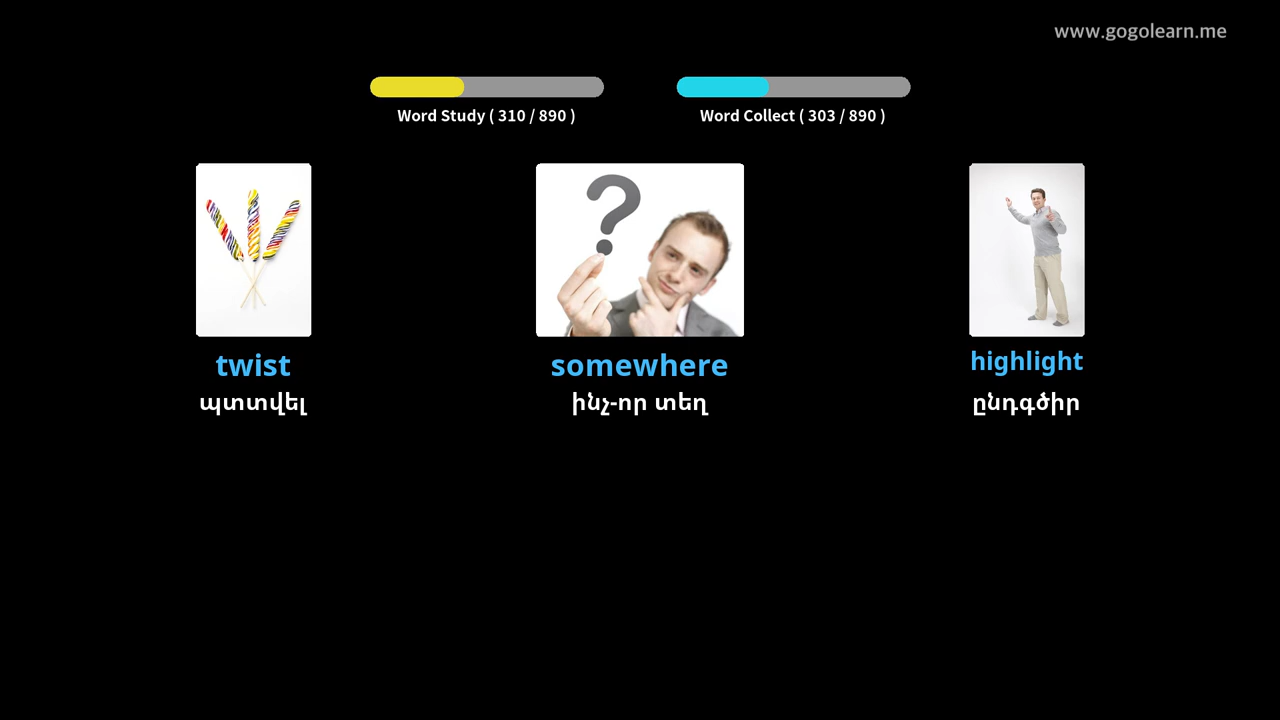 www.gogolearn.me
Word Study ( 310 / 890 )
Word Collect ( 303 / 890 )
?
twist
somewhere
highlight
պտտվել
ինչ-որ տեղ
ընդգծիր